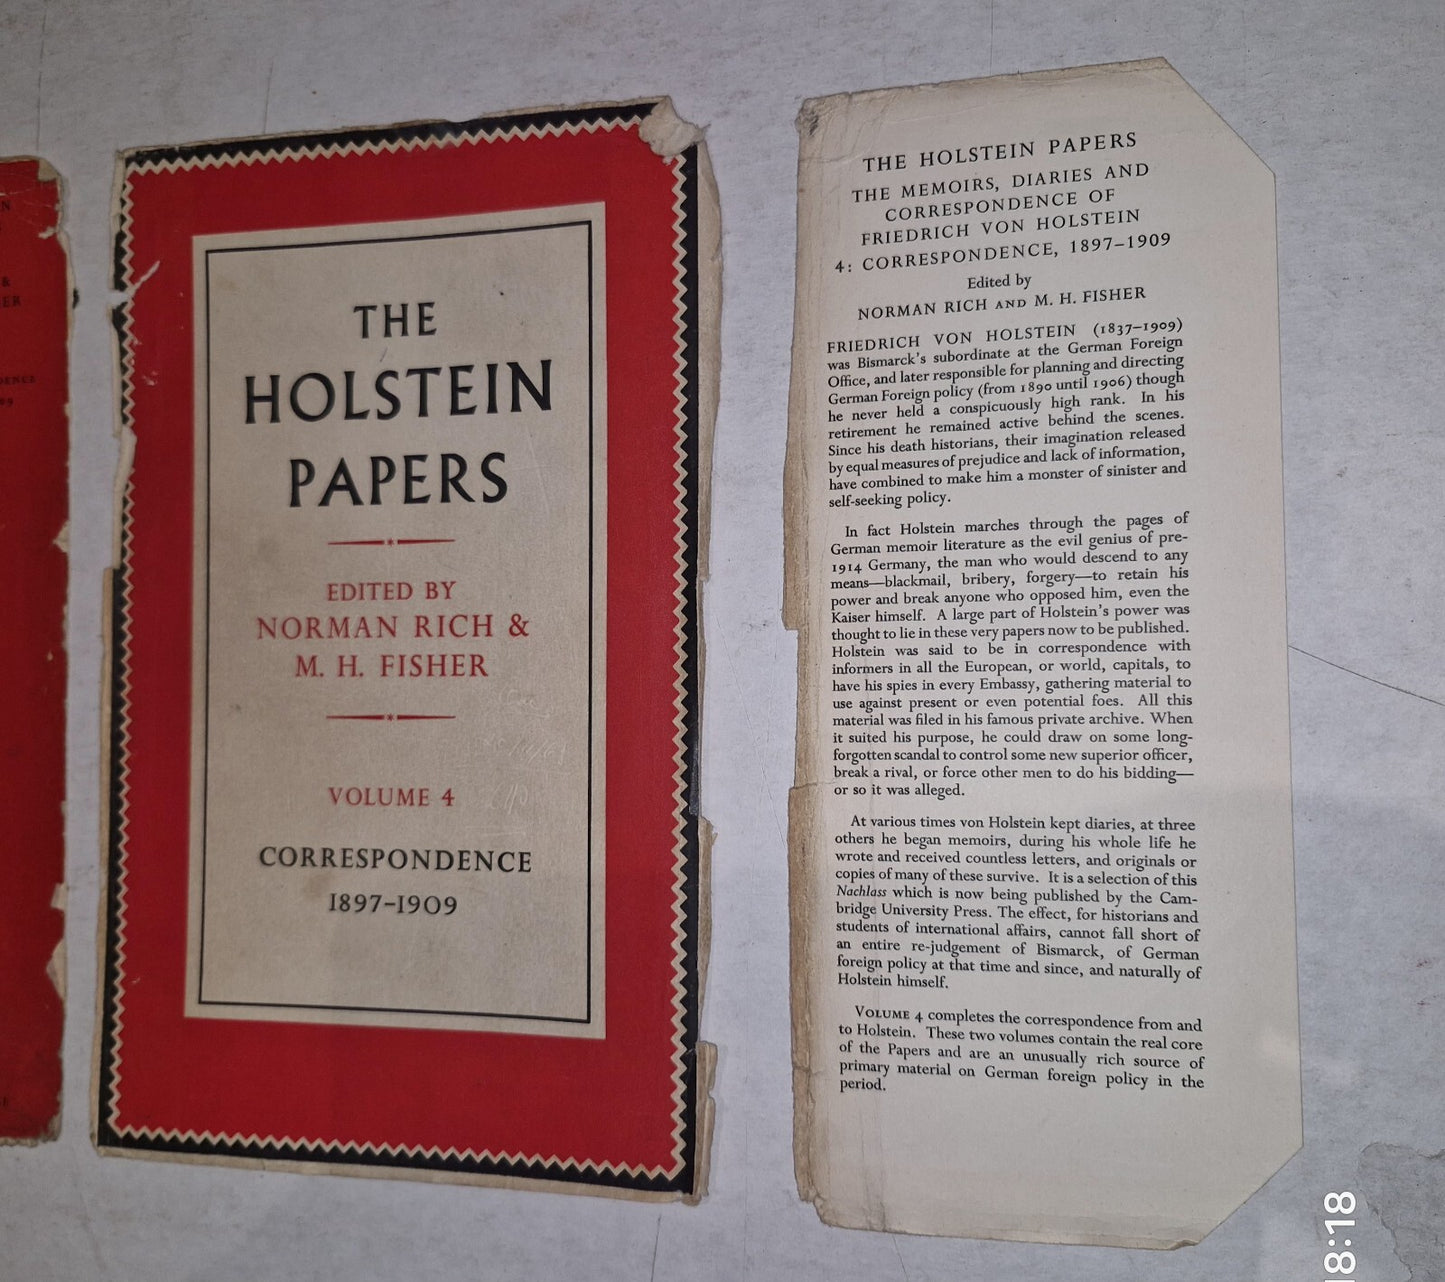 N
&
ER
DENCE
09
THE
HOLSTEIN
PAPERS
EDITED BY
NORMAN RICH &
M. H. FISHER
VOLUME 4
CORRESPONDENCE
1897–1909
THE HOLSTEIN PAPERS
THE MEMOIRS, DIARIES AND
CORRESPONDENCE OF
FRIEDRICH VON HOLSTEIN
4: CORRESPONDENCE, 1897–1909
Edited by
NORMAN RICH AND M. H. FISHER
FRIEDRICH VON HOLSTEIN (1837–1909)
was Bismarck's subordinate at the German Foreign
Office, and later responsible for planning and directing
German Foreign policy (from 1890 until 1906) though
he never held a conspicuously high rank. In his
retirement he remained active behind the scenes.
Since his death historians, their imagination released
by equal measures of prejudice and lack of information,
have combined to make him a monster of sinister and
self-seeking policy.
In fact Holstein marches through the pages of
German memoir literature as the evil genius of pre-
1914 Germany, the man who would descend to any
means—blackmail, bribery, forgery—to retain his
power and break anyone who opposed him, even the
Kaiser himself. A large part of Holstein's power was
thought to lie in these very papers now to be published.
Holstein was said to be in correspondence with
informers in all the European, or world, capitals, to
have his spies in every Embassy, gathering material to
use against present or even potential foes. All this
material was filed in his famous private archive. When
it suited his purpose, he could draw on some long-
forgotten scandal to control some new superior officer,
break a rival, or force other men to do his bidding—
or so it was alleged.
At various times von Holstein kept diaries, at three
others he began memoirs, during his whole life he
wrote and received countless letters, and originals or
copies of many of these survive. It is a selection of this
Nachlass which is now being published by the Cam-
bridge University Press. The effect, for historians and
students of international affairs, cannot fall short of
an entire re-judgement of Bismarck, of German
foreign policy at that time and since, and naturally of
Holstein himself.
VOLUME 4 completes the correspondence from and
to Holstein. These two volumes contain the real core
of the Papers and are an unusually rich source of
primary material on German foreign policy in the
period.
8:18